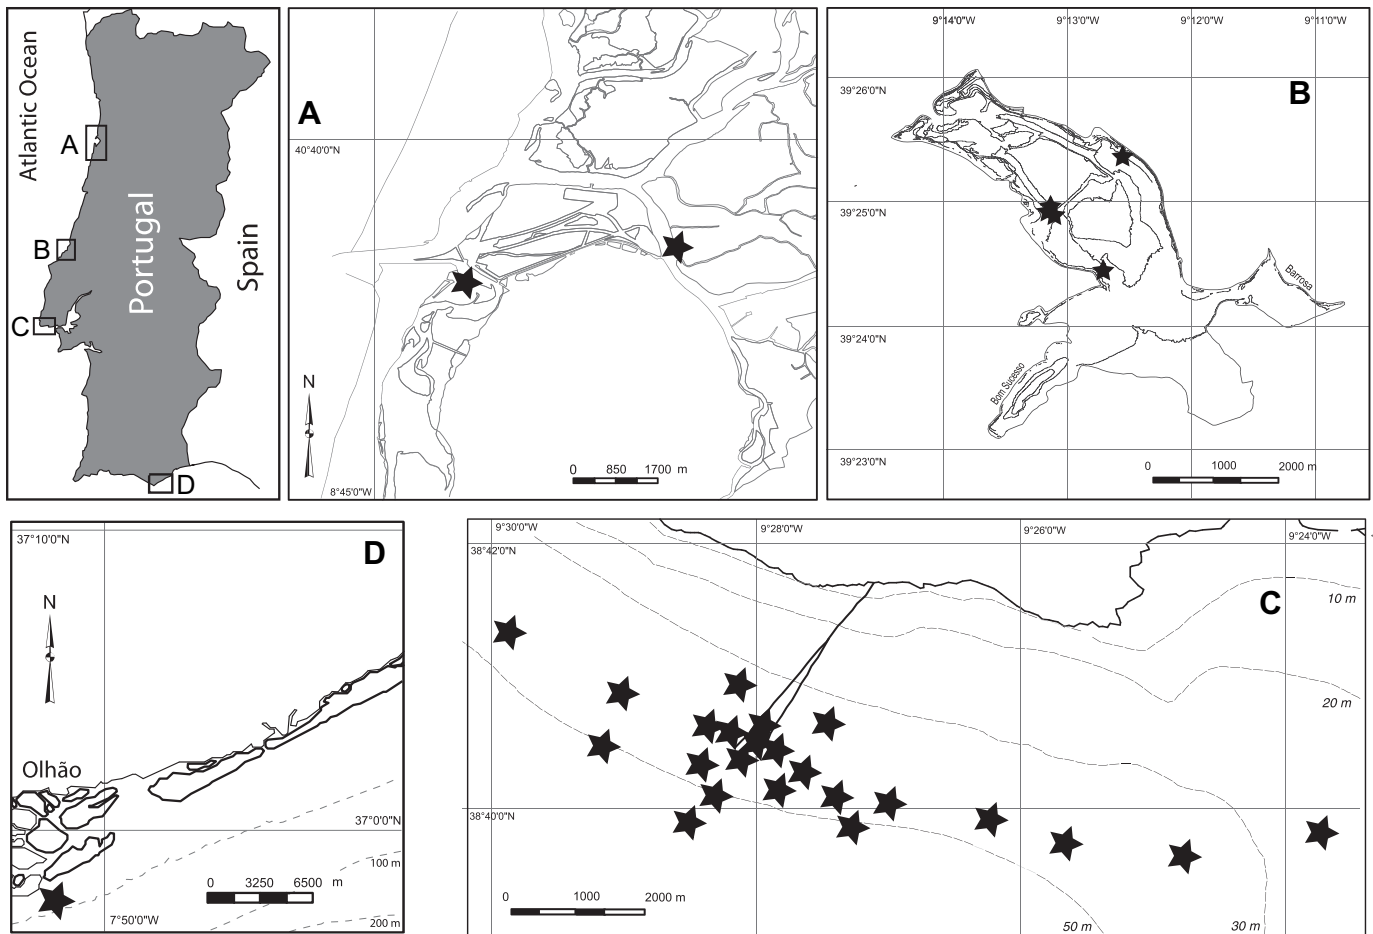 Atlantic Ocean
Portugal
Spain
A
B
C
D
A
40°40'0"N
8°45'0"W
N
0 850 1700 m
B
9°14'0"W 9°13'0"W 9°12'0"W 9°11'0"W
39°26'0"N
39°25'0"N
39°24'0"N
39°23'0"N
Barrosa
Bom Sucesso
0 1000 2000 m
D
37°10'0"N
N
Olhão
37°0'0"N
100 m
0 3250 6500 m
7°50'0"W
200 m
C
9°30'0"W 9°28'0"W 9°26'0"W 9°24'0"W
38°42'0"N
10 m
20 m
38°40'0"N
0 1000 2000 m
50 m
30 m